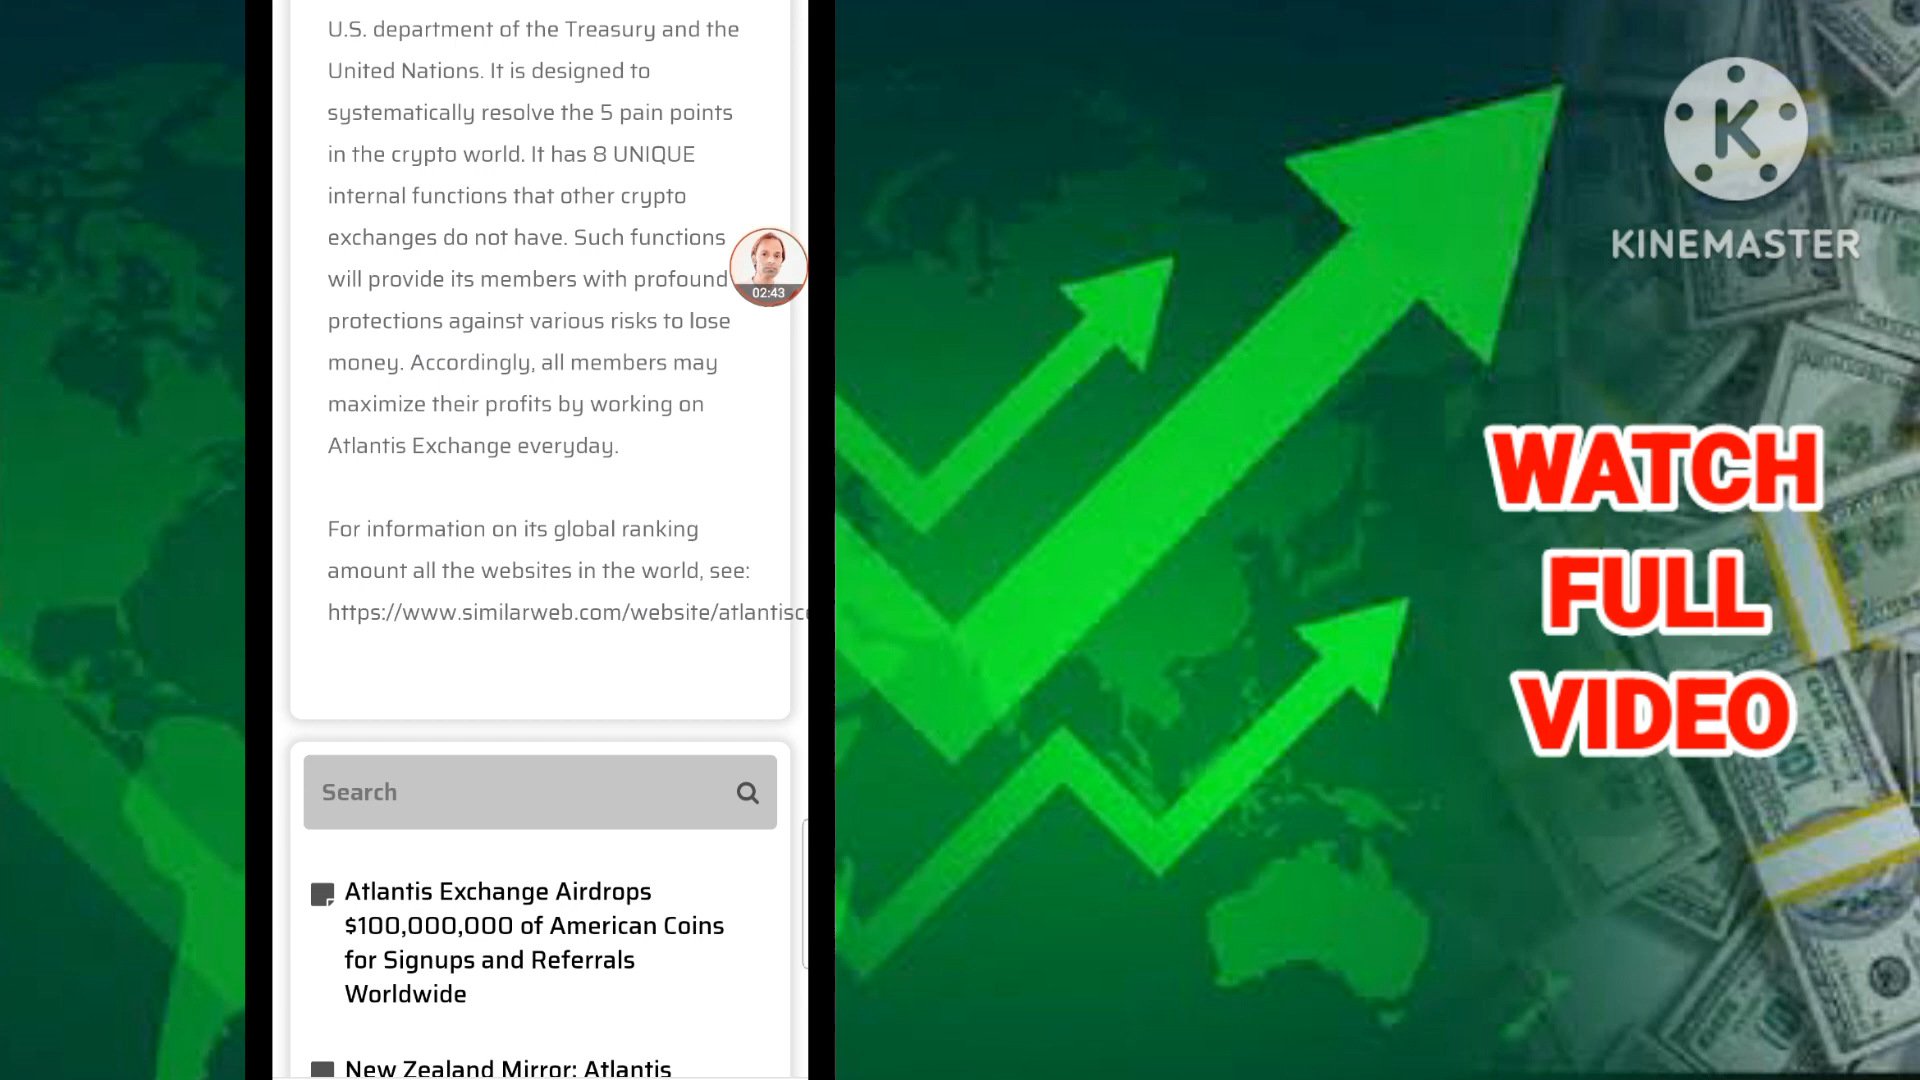 U.S. department of the Treasury and the
United Nations. It is designed to
systematically resolve the 5 pain points
in the crypto world. It has 8 UNIQUE
internal functions that other crypto
exchanges do not have. Such functions
will provide its members with profound
protections against various risks to lose
money. Accordingly, all members may
maximize their profits by working on
Atlantis Exchange everyday.
For information on its global ranking
amount all the websites in the world, see:
https://www.similarweb.com/website/atlantisc
02:43
Search
Atlantis Exchange Airdrops
$100,000,000 of American Coins
for Signups and Referrals
Worldwide
New Zealand Mirror: Atlantis
K
KINEMASTER
WATCH
FULL
VIDEO